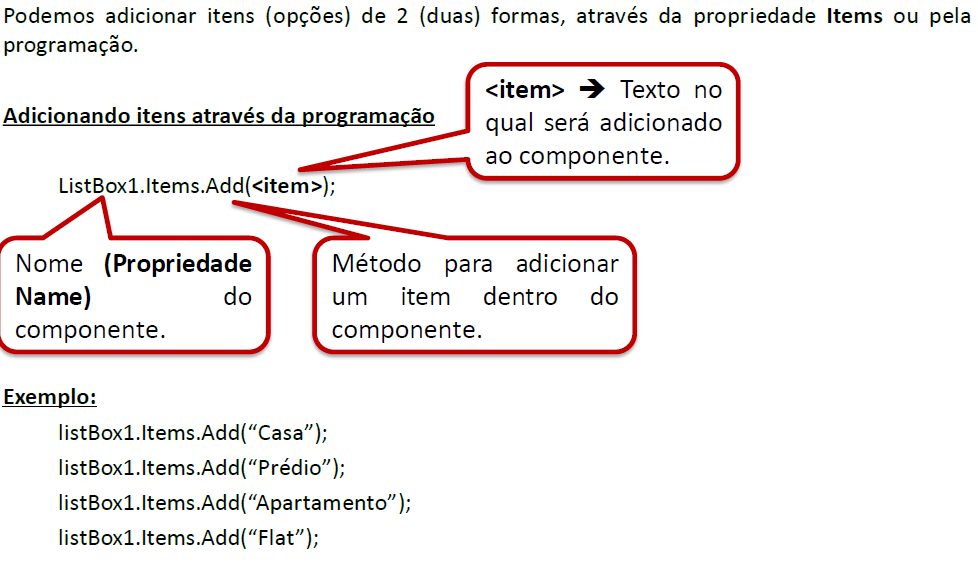 Podemos adicionar itens (opções) de 2 (duas) formas, através da propriedade Items ou pela
programação.
<item> ➔ Texto no
qual será adicionado
ao componente.
Adicionando itens através da programação
ListBox1.Items.Add(<item>);
Nome (Propriedade
Name) do
componente.
Método para adicionar
um item dentro do
componente.
Exemplo:
listBox1.Items.Add(“Casa”);
listBox1.Items.Add(“Prédio”);
listBox1.Items.Add(“Apartamento”);
listBox1.Items.Add(“Flat”);